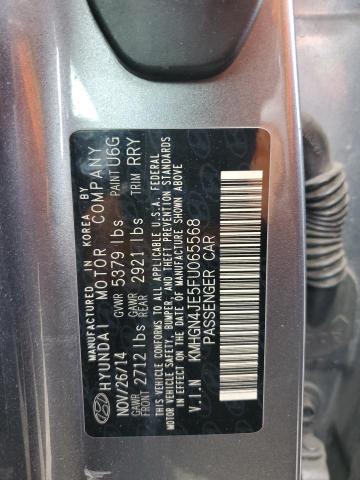 MANUFACTURED BY IN KOREA BY
HYUNDAI MOTOR COMPANY
NOV/26/14 GVWR 5379 lbs PAINT U6G
GAWR FRONT 2712 lbs GAWR REAR 2921 lbs TRIM RRY
THIS VEHICLE CONFORMS TO ALL APPLICABLE U.S.A. FEDERAL
MOTOR VEHICLE SAFETY, BUMPER, AND THEFT PREVENTION STANDARDS
IN EFFECT ON THE DATE OF MANUFACTURE SHOWN ABOVE.
V.I.N KMHGN4JE5FU065568
PASSENGER CAR